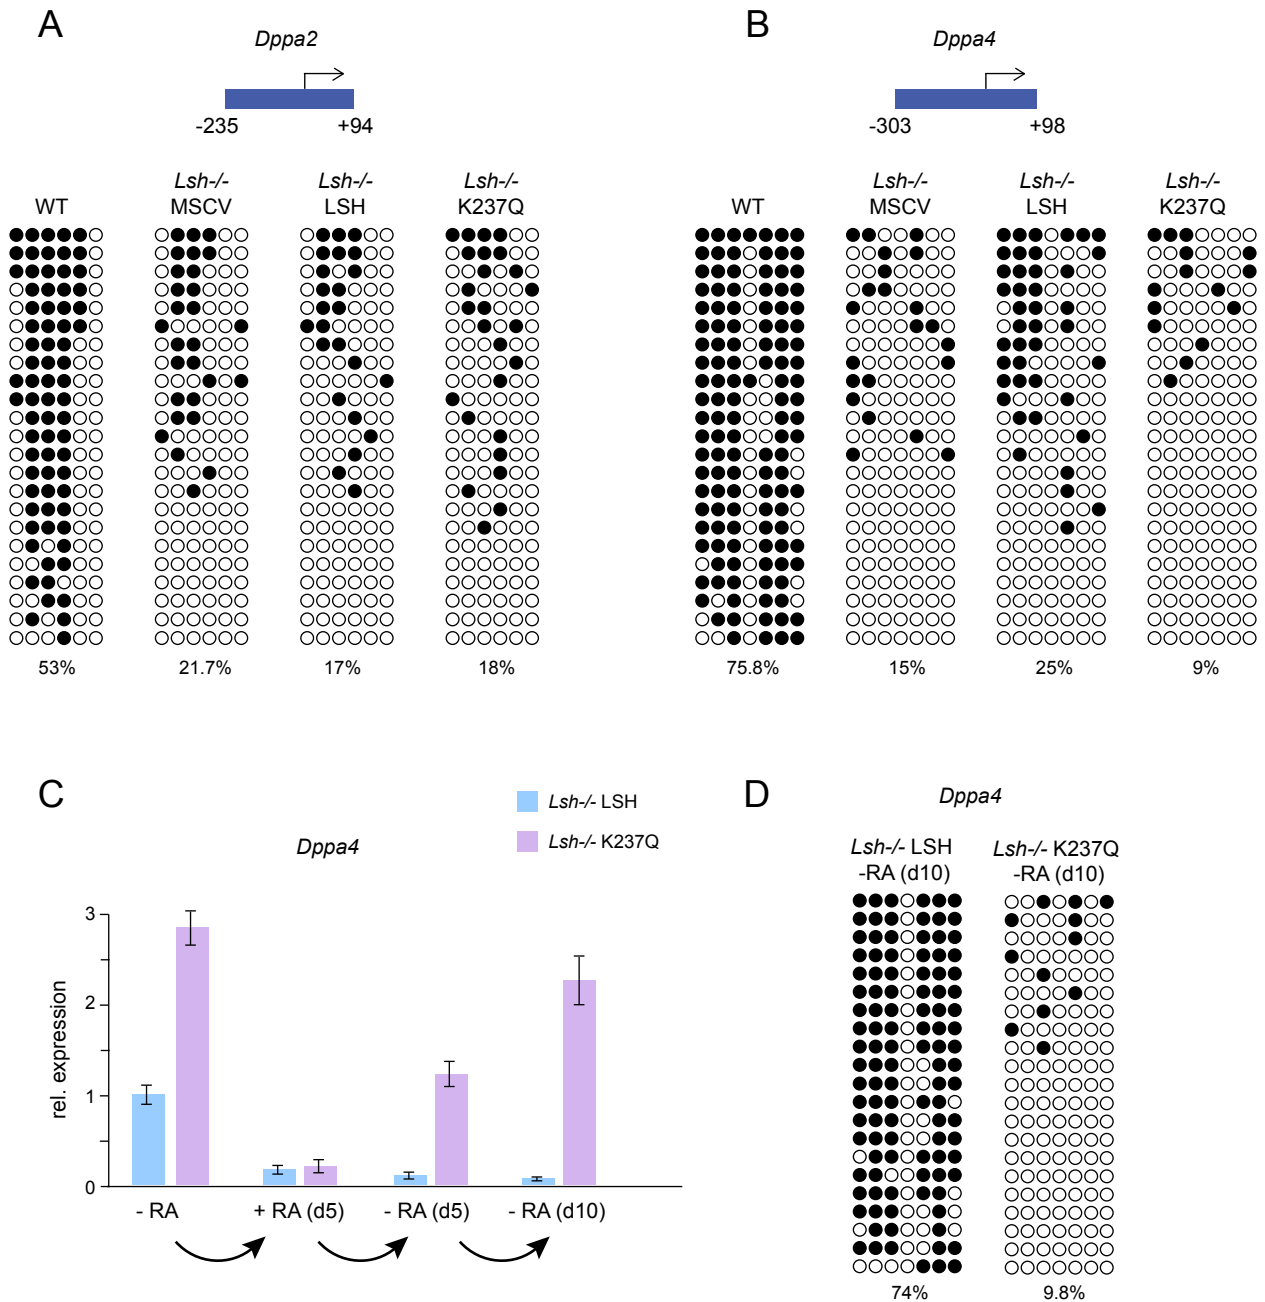 A
Dppa2
-235
+94
WT
Lsh-/-
MSCV
Lsh-/-
LSH
Lsh-/-
K237Q
53%
21.7%
17%
18%
B
Dppa4
-303
+98
WT
Lsh-/-
MSCV
Lsh-/-
LSH
Lsh-/-
K237Q
75.8%
15%
25%
9%
C
Lsh-/- LSH
Lsh-/- K237Q
Dppa4
rel. expression
3
2
1
0
- RA
+ RA (d5)
- RA (d5)
- RA (d10)
D
Dppa4
Lsh-/- LSH
-RA (d10)
Lsh-/- K237Q
-RA (d10)
74%
9.8%